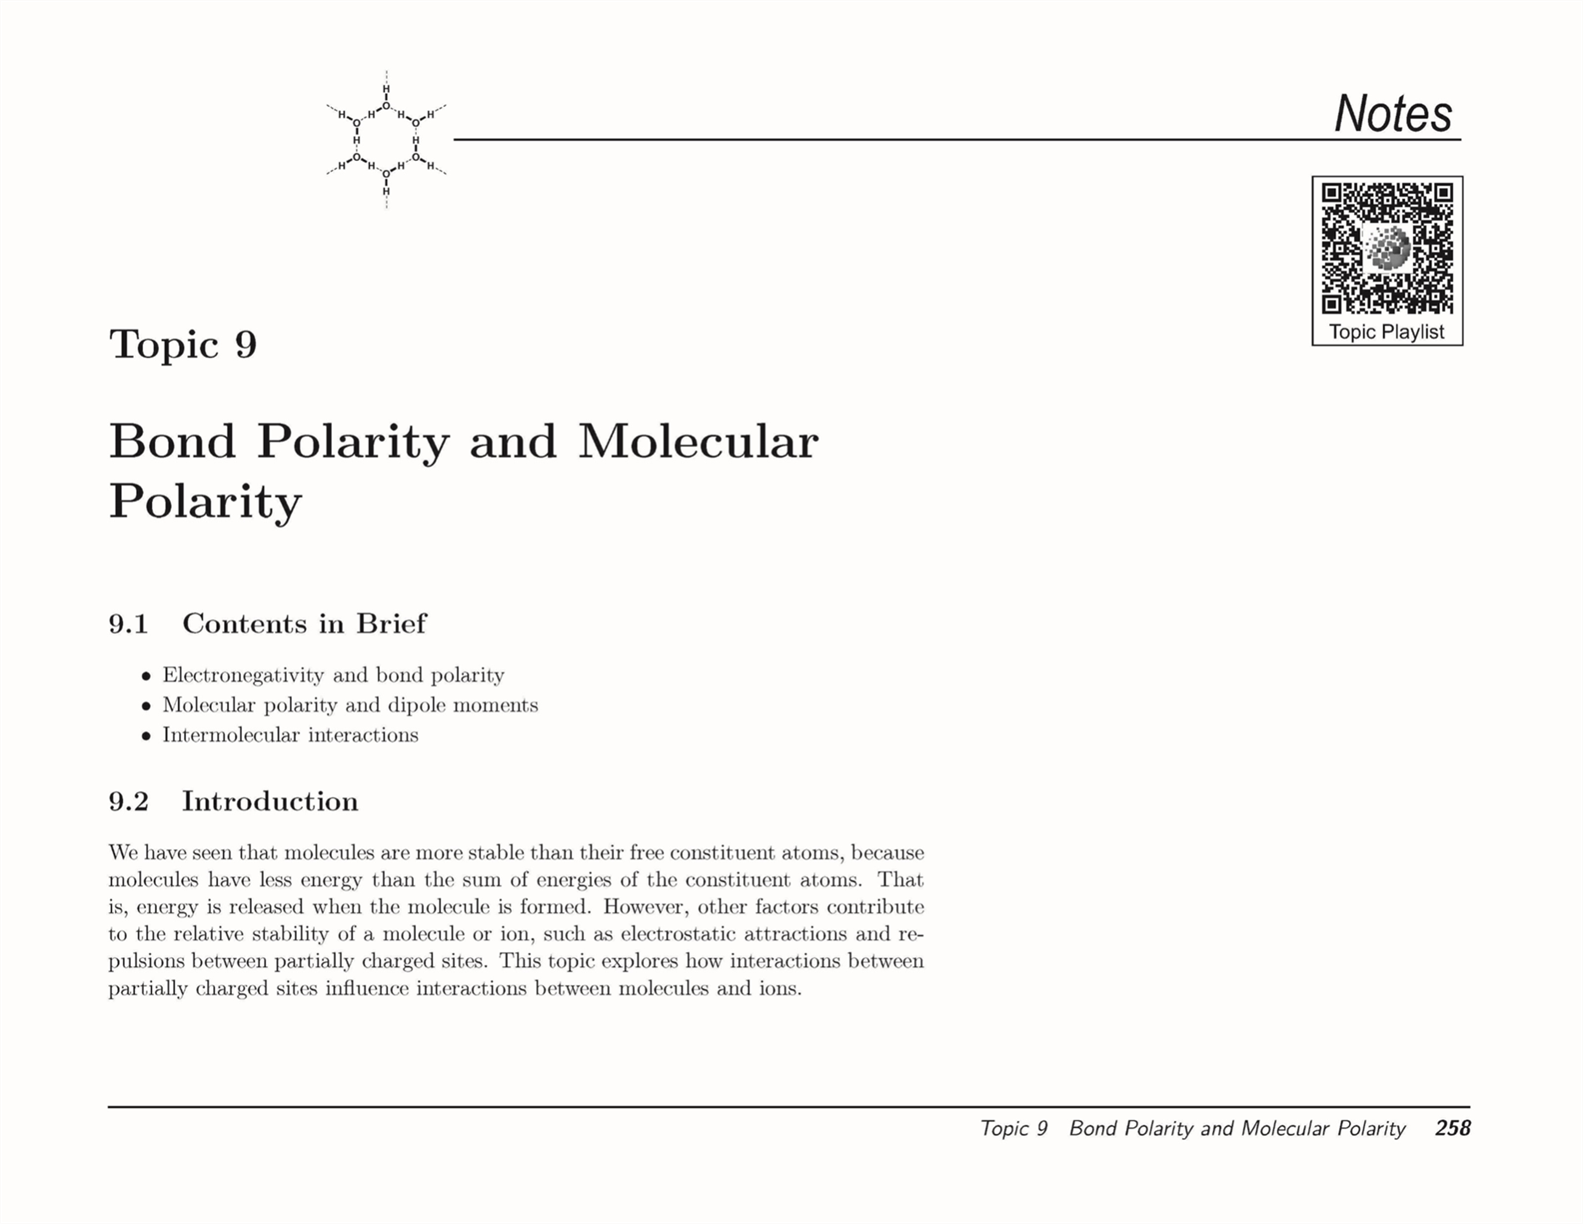 Notes
H
O
H H H H
O O
H H
O O
H H H H
O
H
Topic Playlist
Topic 9
Bond Polarity and Molecular
Polarity
9.1 Contents in Brief
• Electronegativity and bond polarity
• Molecular polarity and dipole moments
• Intermolecular interactions
9.2 Introduction
We have seen that molecules are more stable than their free constituent atoms, because
molecules have less energy than the sum of energies of the constituent atoms. That
is, energy is released when the molecule is formed. However, other factors contribute
to the relative stability of a molecule or ion, such as electrostatic attractions and re-
pulsions between partially charged sites. This topic explores how interactions between
partially charged sites influence interactions between molecules and ions.
Topic 9 Bond Polarity and Molecular Polarity 258